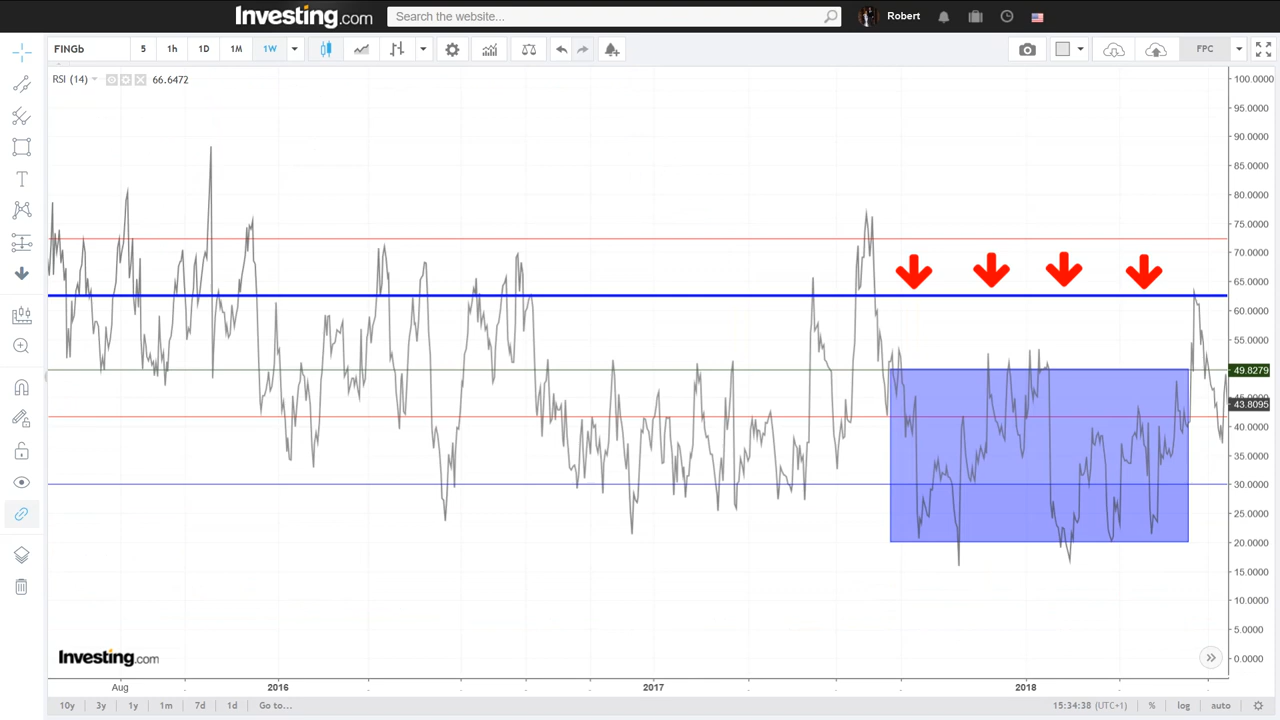 Investing.com
Search the website...
Robert
FINGb 5 1h 1D 1M 1W
FPC
RSI (14) 66.6472
100.0000
95.0000
90.0000
85.0000
80.0000
75.0000
70.0000
65.0000
60.0000
55.0000
49.8279
43.8095
40.0000
35.0000
30.0000
25.0000
20.0000
15.0000
10.0000
5.0000
0.0000
Investing.com
Aug 2016 2017 2018
10y 3y 1y 1m 7d 1d Go to... 15:34:38 (UTC+1) % log auto